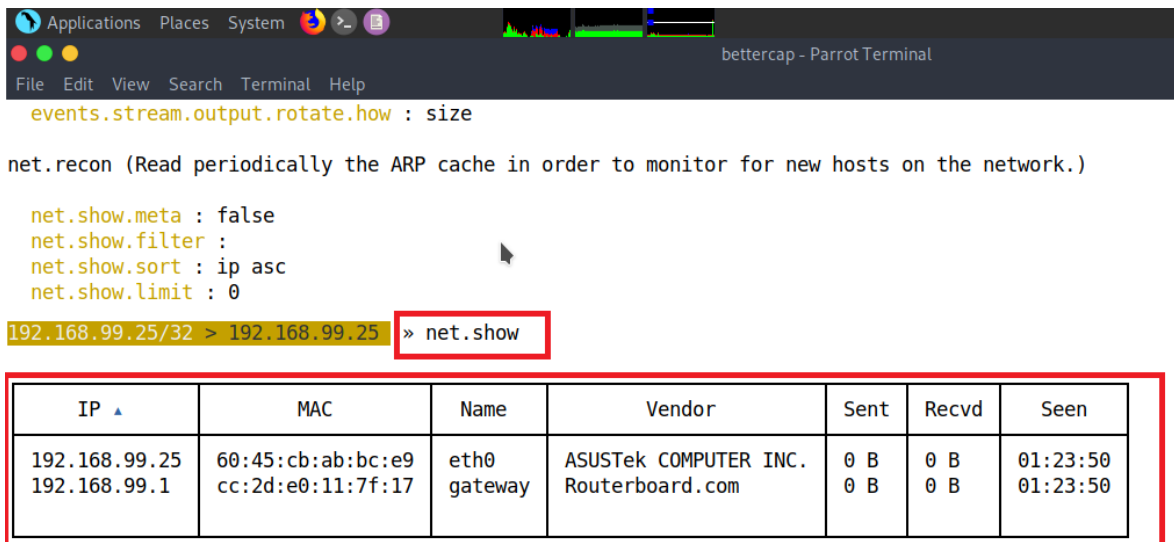 Applications Places System
bettercap - Parrot Terminal
File Edit View Search Terminal Help
events.stream.output.rotate.how : size
net.recon (Read periodically the ARP cache in order to monitor for new hosts on the network.)
net.show.meta : false
net.show.filter :
net.show.sort : ip asc
net.show.limit : 0
192.168.99.25/32 > 192.168.99.25 » net.show
IP ▲ MAC Name Vendor Sent Recvd Seen
192.168.99.25 60:45:cb:ab:bc:e9 eth0 ASUSTek COMPUTER INC. 0 B 0 B 01:23:50
192.168.99.1 cc:2d:e0:11:7f:17 gateway Routerboard.com 0 B 0 B 01:23:50